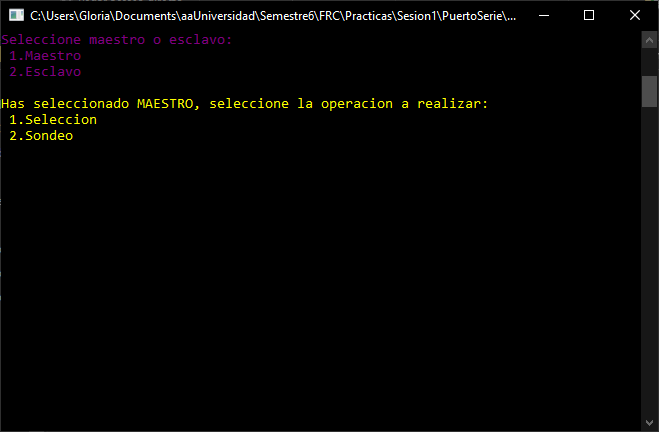 C:\Users\Gloria\Documents\aaUniversidad\Semestre6\FRC\Practicas\Sesion1\PuertoSerie\...
Seleccione maestro o esclavo:
1.Maestro
2.Esclavo
Has seleccionado MAESTRO, seleccione la operacion a realizar:
1.Seleccion
2.Sondeo